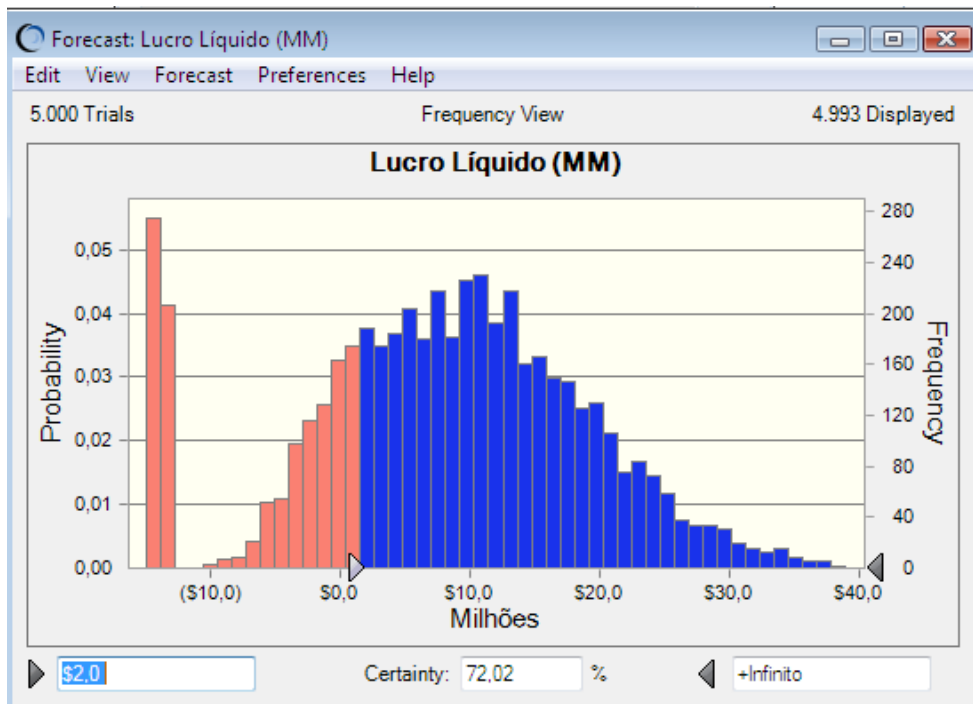 Forecast: Lucro Líquido (MM)
Edit View Forecast Preferences Help
5.000 Trials Frequency View 4.993 Displayed
Lucro Líquido (MM)
Probability
0,05
0,04
0,03
0,02
0,01
0,00
280
240
200
160
120
80
40
0
Frequency
($10,0) $0,0 $10,0 $20,0 $30,0 $40,0
Milhões
$2,0 Certainty: 72,02 % +Infinito